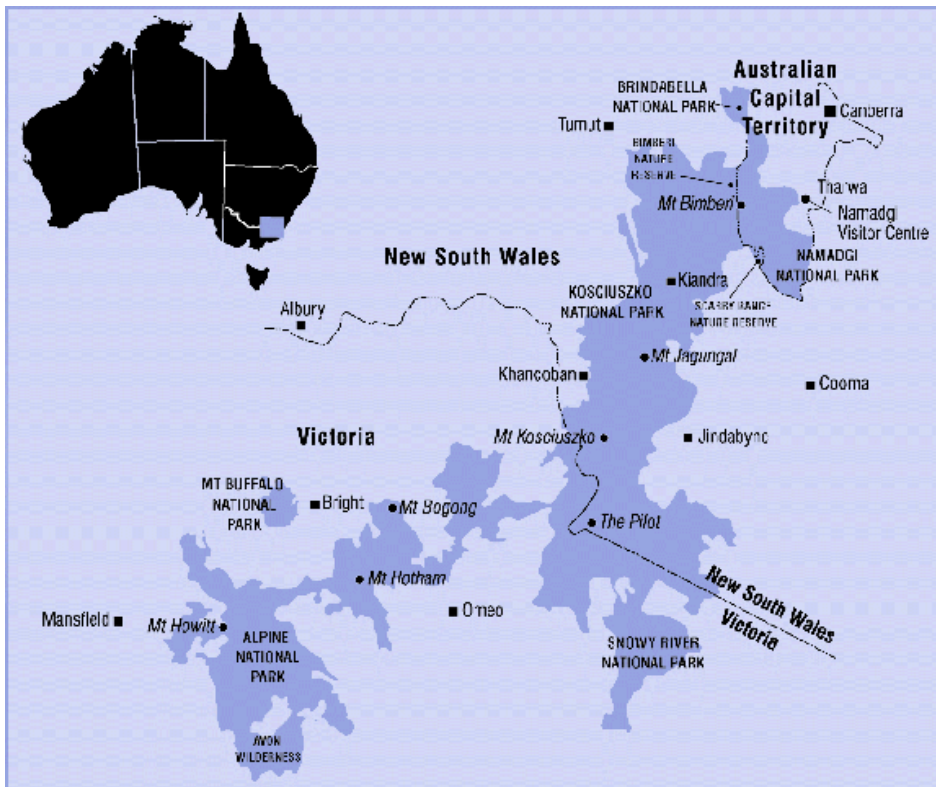 BRINDABELLA
NATIONAL PARK
Australian
Capital
Territory
Canberra
Tumut
BIMBERI
NATURE
RESERVE
Mt Bimberi
Tharwa
Namadgi
Visitor Centre
NAMADGI
NATIONAL PARK
New South Wales
KOSCIUSZKO
NATIONAL PARK
Kiandra
SCABBY RANGE
NATURE RESERVE
Albury
Mt Jagungal
Khancoban
Cooma
Victoria
Mt Kosciuszko
Jindabyne
MT BUFFALO
NATIONAL
PARK
Bright
Mt Bogong
The Pilot
Mt Hotham
New South Wales
Victoria
Mansfield
Mt Howitt
Omeo
ALPINE
NATIONAL
PARK
SNOWY RIVER
NATIONAL PARK
AVON
WILDERNESS